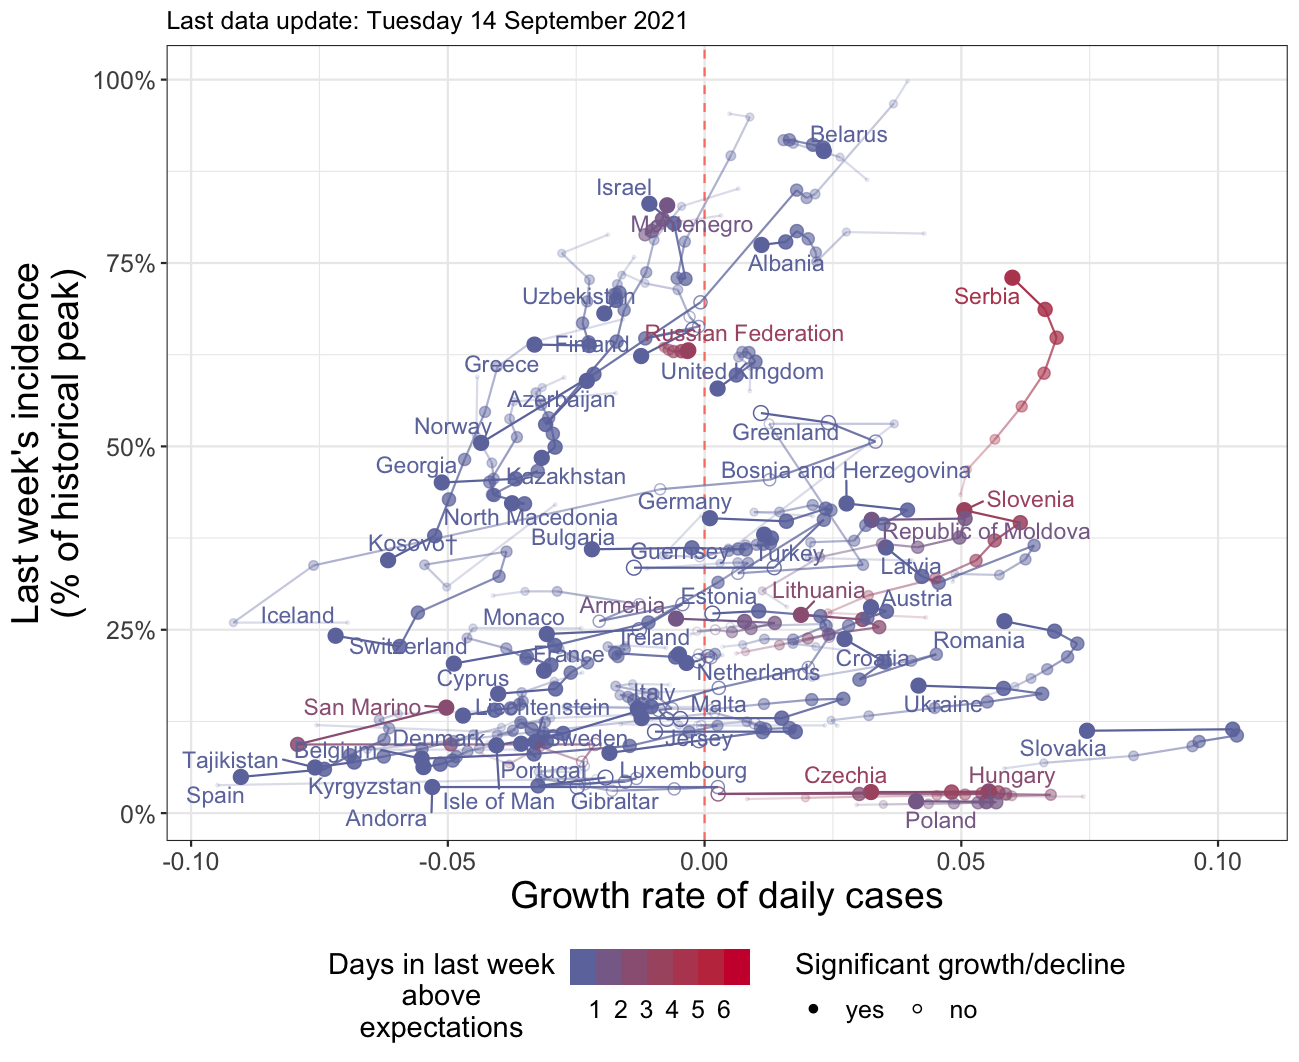 Last data update: Tuesday 14 September 2021
Last week's incidence
(% of historical peak)
100%
75%
50%
25%
0%
Belarus
Israel
Montenegro
Albania
Uzbekistan
Serbia
Russian Federation
Finland
Greece
United Kingdom
Azerbaijan
Norway
Greenland
Georgia
Kazakhstan
Bosnia and Herzegovina
Germany
Slovenia
North Macedonia
Republic of Moldova
Bulgaria
Kosovo†
Guernsey
Turkey
Latvia
Lithuania
Estonia
Austria
Armenia
Iceland
Monaco
Ireland
Romania
Switzerland
France
Croatia
Netherlands
Cyprus
Italy
Malta
Ukraine
San Marino
Liechtenstein
Denmark
Sweden
Jersey
Slovakia
Belgium
Tajikistan
Portugal
Luxembourg
Czechia
Hungary
Kyrgyzstan
Spain
Isle of Man
Gibraltar
Andorra
Poland
-0.10
-0.05
0.00
0.05
0.10
Growth rate of daily cases
Days in last week
above
expectations
1 2 3 4 5 6
Significant growth/decline
yes
no